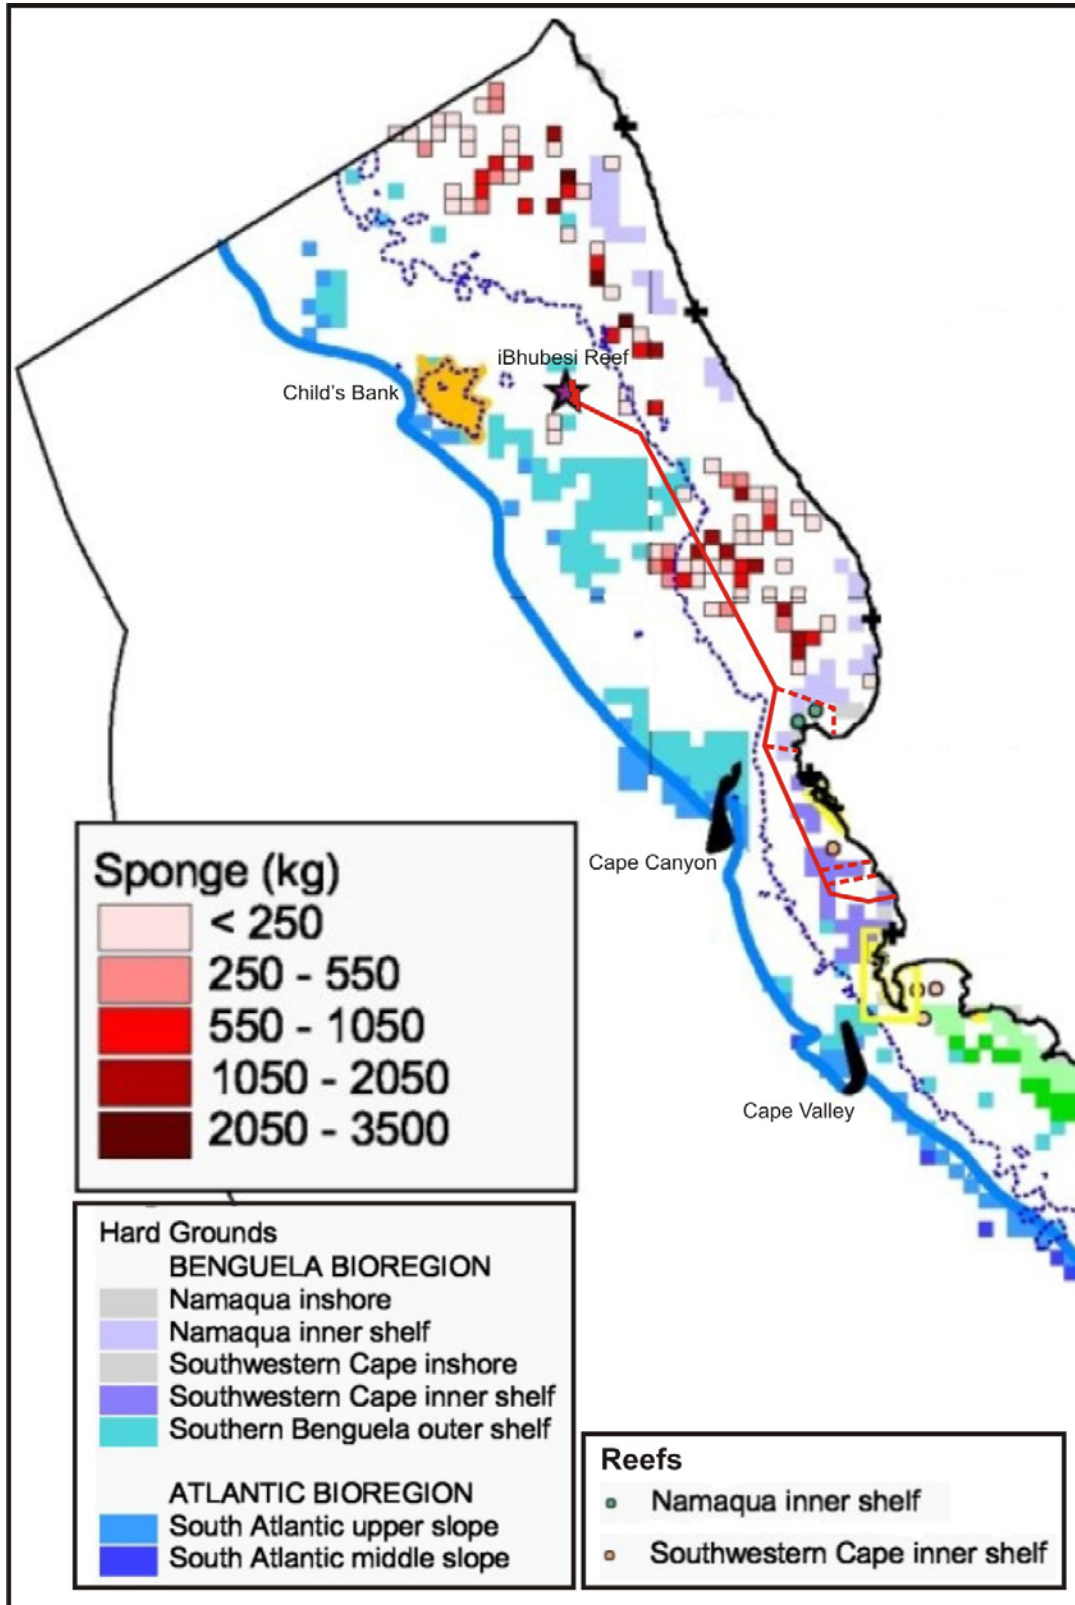 iBhubesi Reef
Child's Bank
Cape Canyon
Cape Valley
Sponge (kg)
< 250
250 - 550
550 - 1050
1050 - 2050
2050 - 3500
Hard Grounds
BENGUELA BIOREGION
Namaqua inshore
Namaqua inner shelf
Southwestern Cape inshore
Southwestern Cape inner shelf
Southern Benguela outer shelf
ATLANTIC BIOREGION
South Atlantic upper slope
South Atlantic middle slope
Reefs
Namaqua inner shelf
Southwestern Cape inner shelf